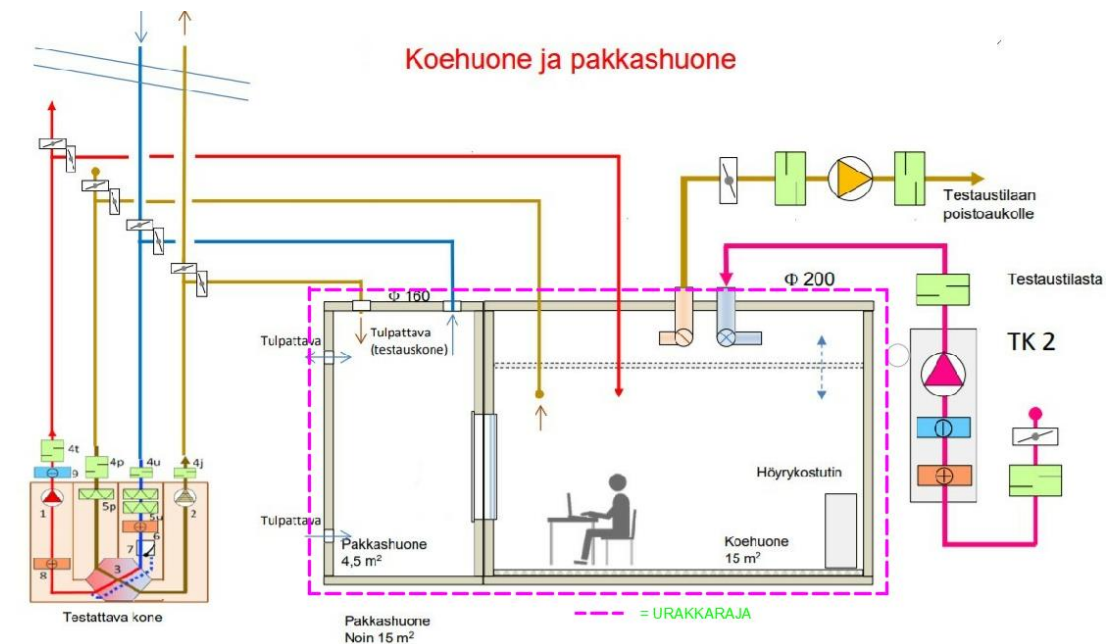 Koehuone ja pakkashuone
Testaustilaan
poistoaukolle
Φ 200
Testaustilasta
Φ 160
Tulpattava
Tulpattava
(testauskone)
TK 2
4t
4p
4u
4j
9
1
5p
5u
2
6
7
8
3
Höyrykostutin
Tulpattava
Pakkashuone
4,5 m²
Koehuone
15 m²
Testattava kone
= URAKKARAJA
Pakkashuone
Noin 15 m²